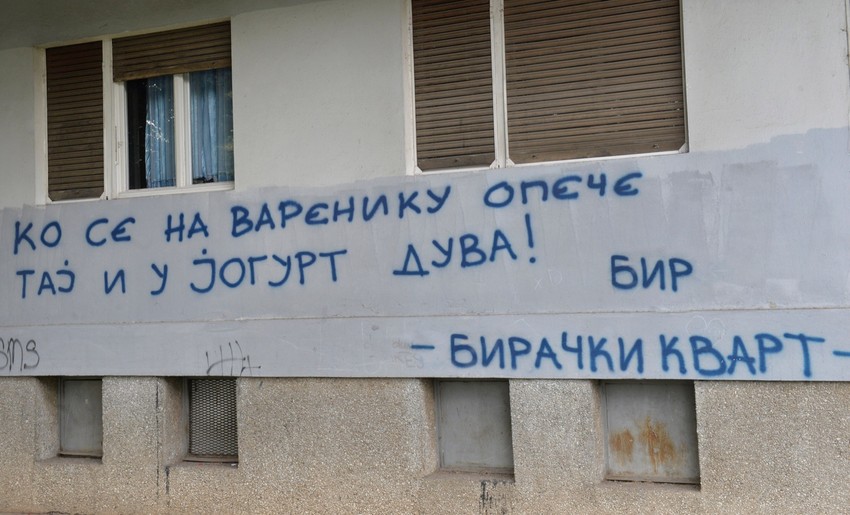 КО СЕ НА ВАРЕНИКУ ОПЕЧЕ
ТАЈ И У ЈОГУРТ ДУВА!
БИР
- БИРАЧКИ КВАРТ -